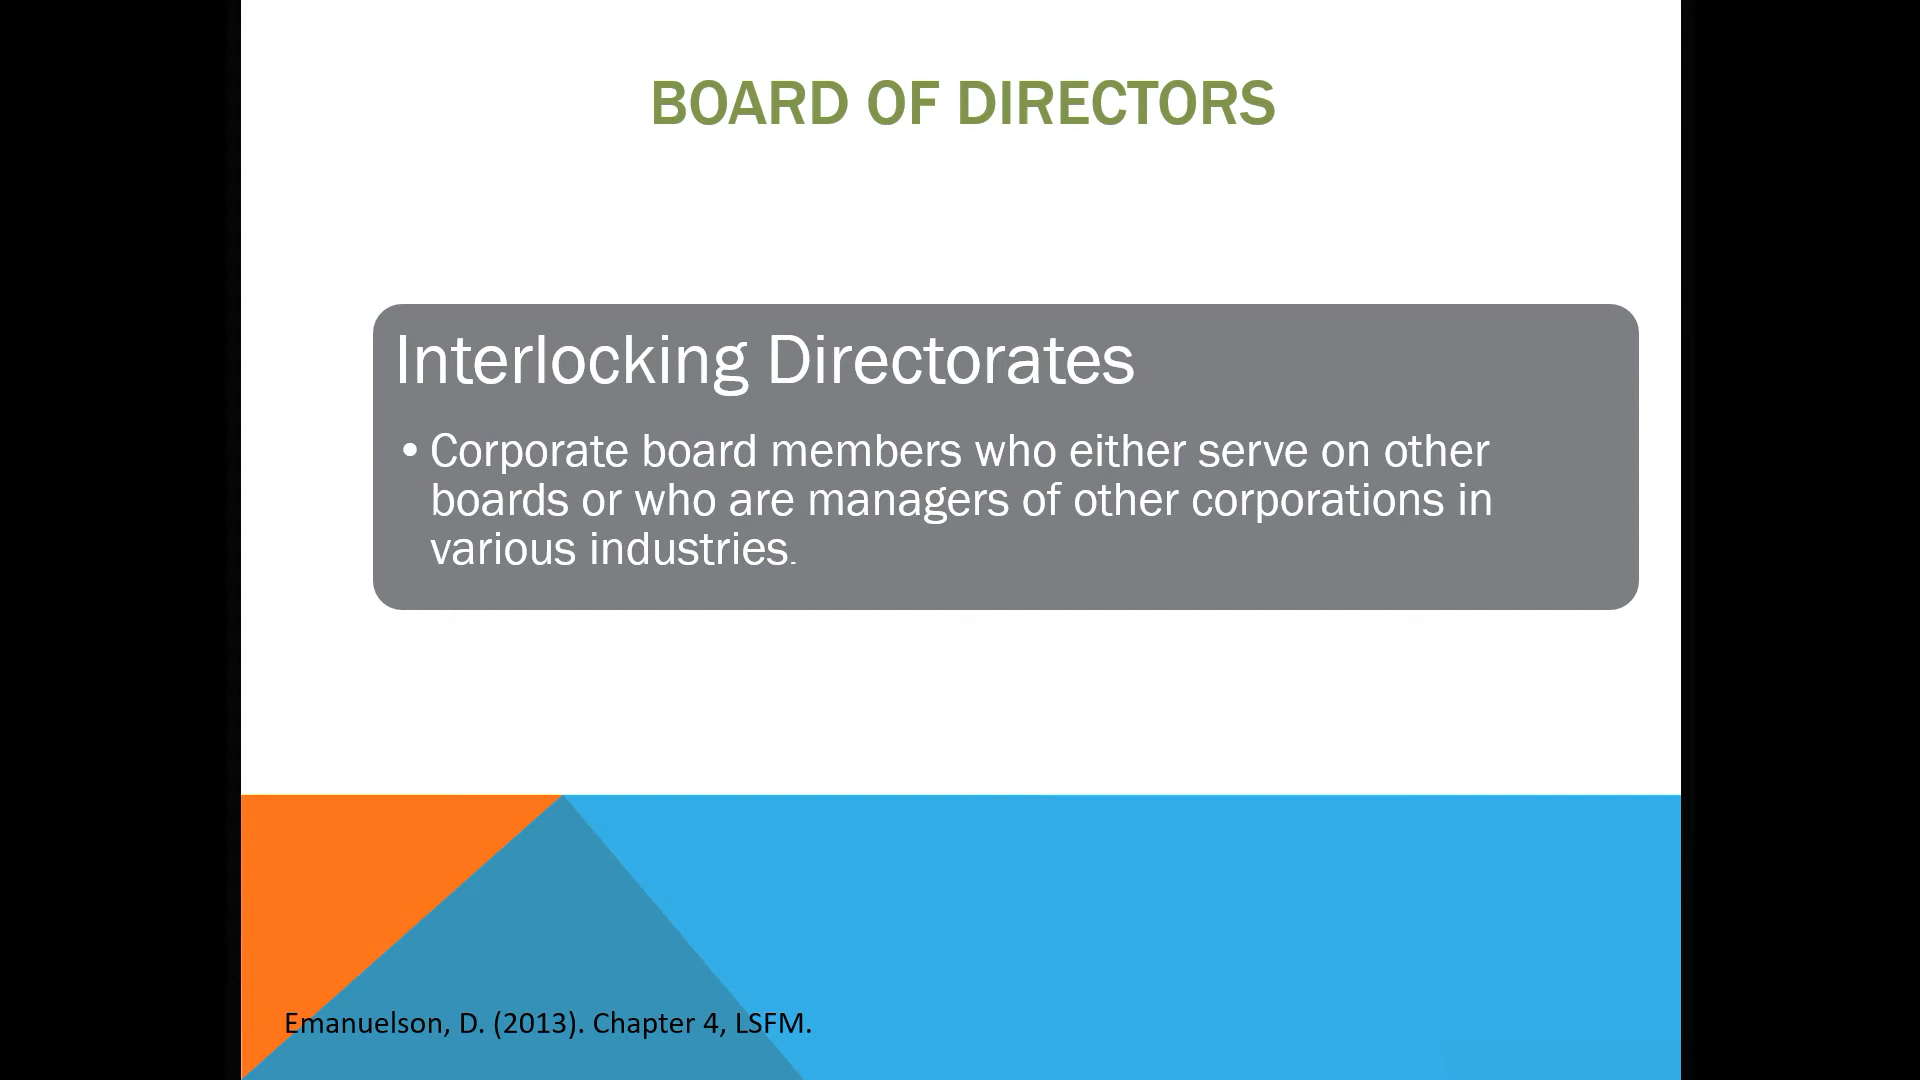 BOARD OF DIRECTORS
Interlocking Directorates
• Corporate board members who either serve on other
boards or who are managers of other corporations in
various industries.
Emanuelson, D. (2013). Chapter 4, LSFM.